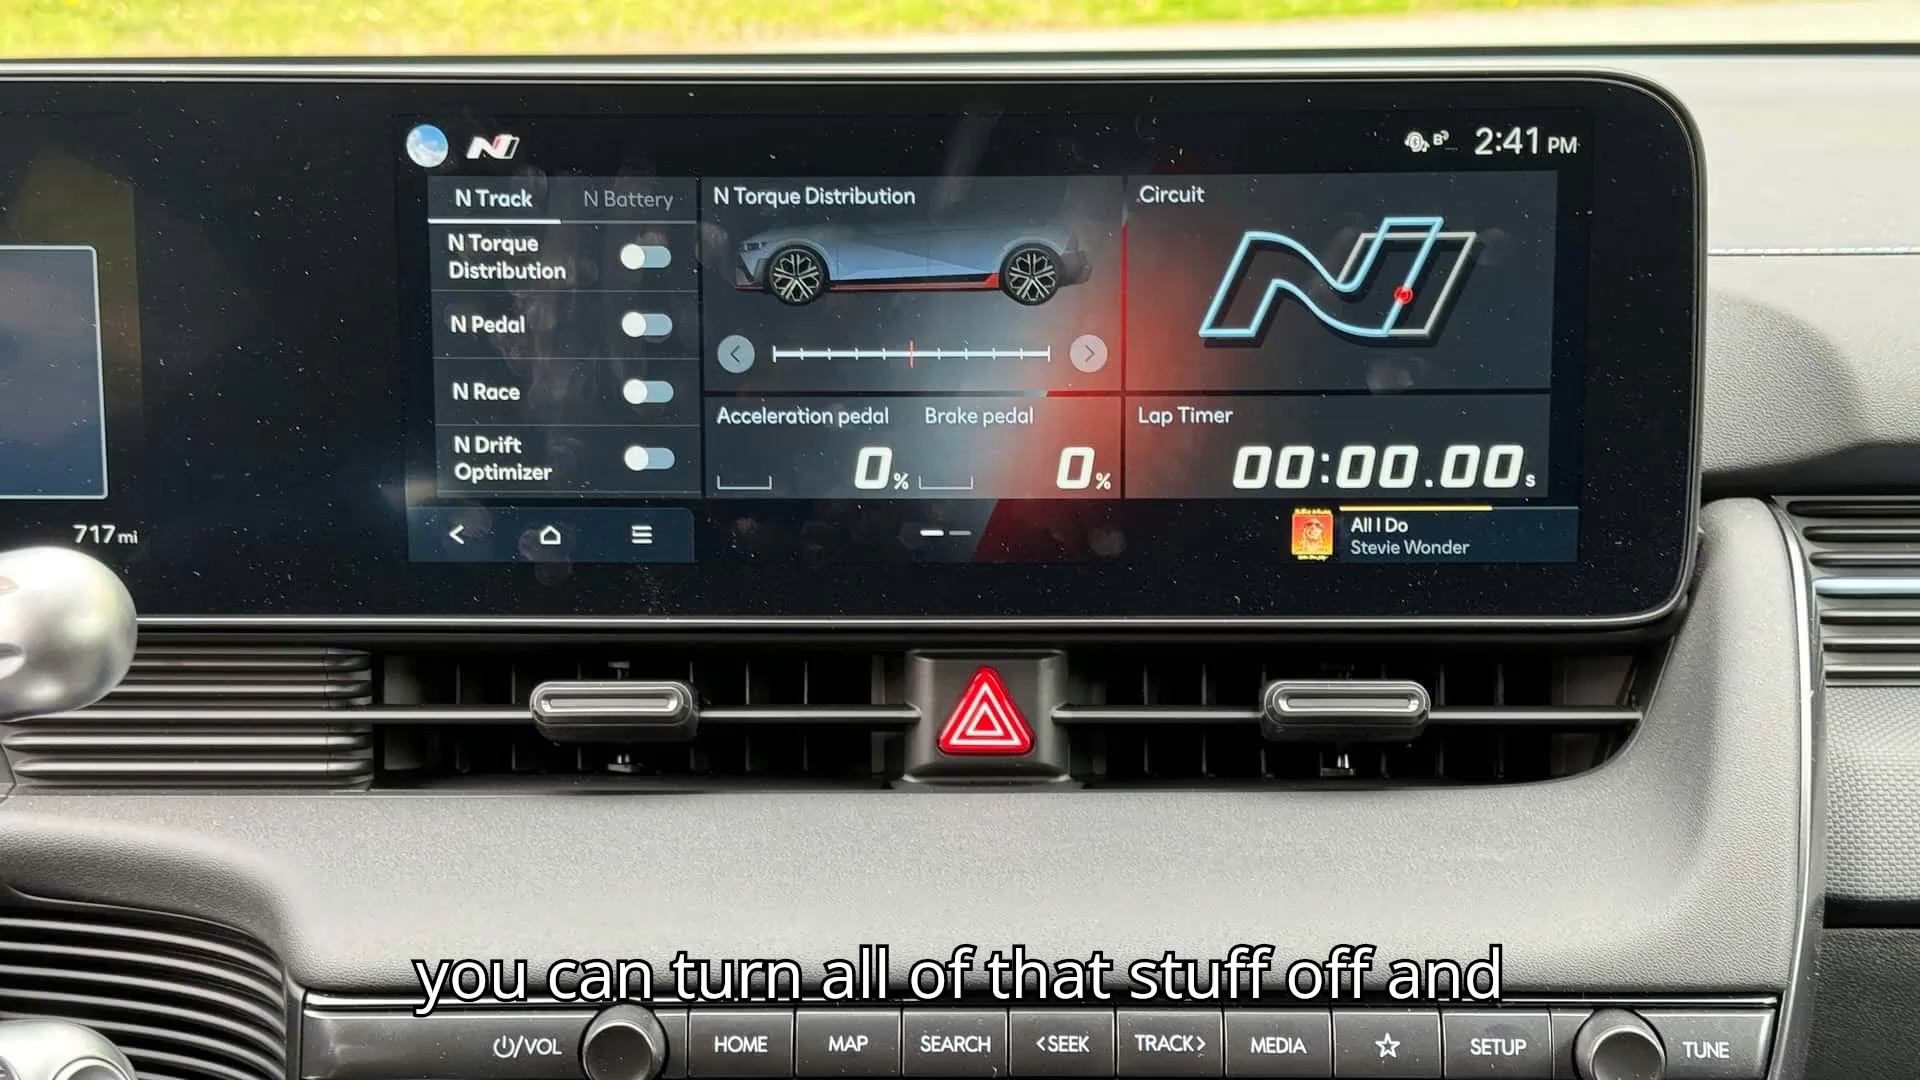 2:41 PM
N Track
N Battery
N Torque
Distribution
N Pedal
N Race
N Drift
Optimizer
N Torque Distribution
Circuit
Acceleration pedal
Brake pedal
0%
0%
Lap Timer
00:00.00s
717mi
All I Do
Stevie Wonder
you can turn all of that stuff off and
/VOL
HOME
MAP
SEARCH
<SEEK
TRACK>
MEDIA
SETUP
TUNE